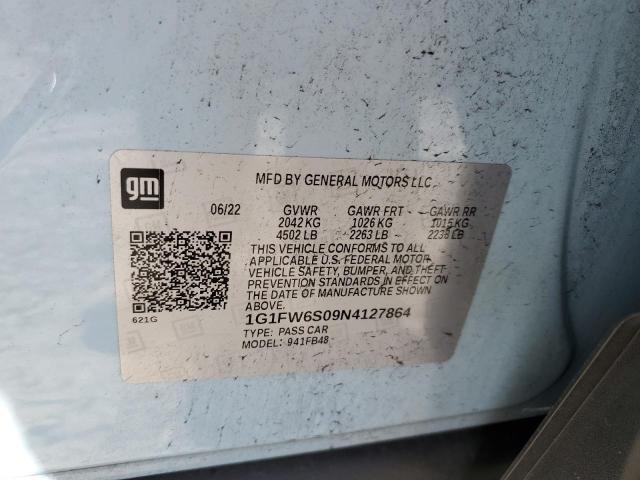 gm
MFD BY GENERAL MOTORS LLC
06/22 GVWR GAWR FRT GAWR RR
2042 KG 1026 KG 1015 KG
4502 LB 2263 LB 2238 LB
THIS VEHICLE CONFORMS TO ALL
APPLICABLE U.S. FEDERAL MOTOR
VEHICLE SAFETY, BUMPER, AND THEFT
PREVENTION STANDARDS IN EFFECT ON THE
DATE OF MANUFACTURE SHOWN
ABOVE.
621G
1G1FW6S09N4127864
TYPE: PASS CAR
MODEL: 941FB48